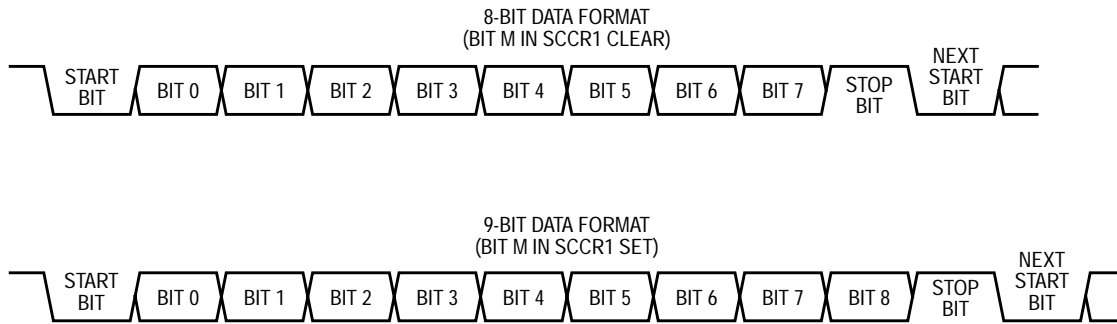 8-BIT DATA FORMAT
(BIT M IN SCCR1 CLEAR)
START
BIT
BIT 0
BIT 1
BIT 2
BIT 3
BIT 4
BIT 5
BIT 6
BIT 7
STOP
BIT
NEXT
START
BIT
9-BIT DATA FORMAT
(BIT M IN SCCR1 SET)
START
BIT
BIT 0
BIT 1
BIT 2
BIT 3
BIT 4
BIT 5
BIT 6
BIT 7
BIT 8
STOP
BIT
NEXT
START
BIT